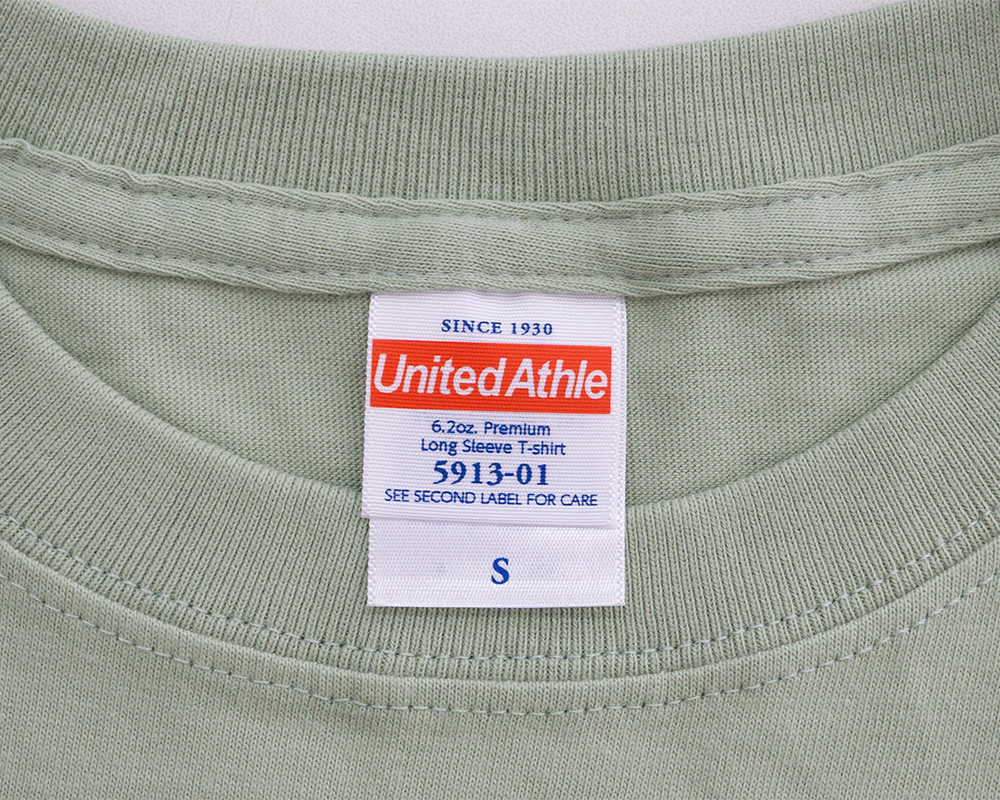 SINCE 1930
United Athle
6.2oz. Premium
Long Sleeve T-shirt
5913-01
SEE SECOND LABEL FOR CARE
S